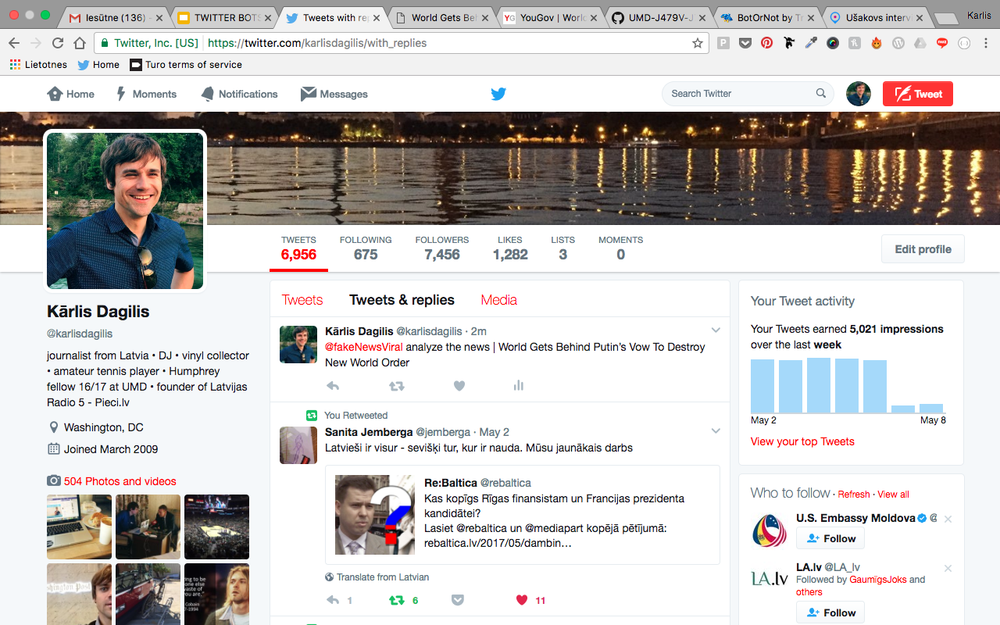 Iesūtne (136) -
TWITTER BOTS
Tweets with rep
World Gets Beh
YouGov | World
UMD-J479V-J
BotOrNot by Tr
Ušakovs interv
Karlis
Twitter, Inc. [US] https://twitter.com/karlisdagilis/with_replies
Lietotnes
Home
Turo terms of service
Home
Moments
Notifications
Messages
Search Twitter
Tweet
TWEETS
6,956
FOLLOWING
675
FOLLOWERS
7,456
LIKES
1,282
LISTS
3
MOMENTS
0
Edit profile
Kārlis Dagilis
@karlisdagilis
journalist from Latvia • DJ • vinyl collector
• amateur tennis player • Humphrey
fellow 16/17 at UMD • founder of Latvijas
Radio 5 - Pieci.lv
Washington, DC
Joined March 2009
504 Photos and videos
Tweets
Tweets & replies
Media
Kārlis Dagilis @karlisdagilis · 2m
@fakeNewsViral analyze the news | World Gets Behind Putin's Vow To Destroy
New World Order
You Retweeted
Sanita Jemberga @jemberga · May 2
Latvieši ir visur - sevišķi tur, kur ir nauda. Mūsu jaunākais darbs
Re:Baltica @rebaltica
Kas kopīgs Rīgas finansistam un Francijas prezidenta
kandidātei?
Lasiet @rebaltica un @mediapart kopējā pētījumā:
rebaltica.lv/2017/05/dambin…
Translate from Latvian
1
6
11
Your Tweet activity
Your Tweets earned 5,021 impressions
over the last week
May 2
May 8
View your top Tweets
Who to follow · Refresh · View all
U.S. Embassy Moldova @
Follow
LA.lv
LA.lv @LA_lv
Followed by GaumīgsJoks and
others
Follow